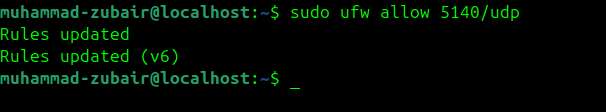 muhammad-zubair@localhost:~$ sudo ufw allow 5140/udp
Rules updated
Rules updated (v6)
muhammad-zubair@localhost:~$ _